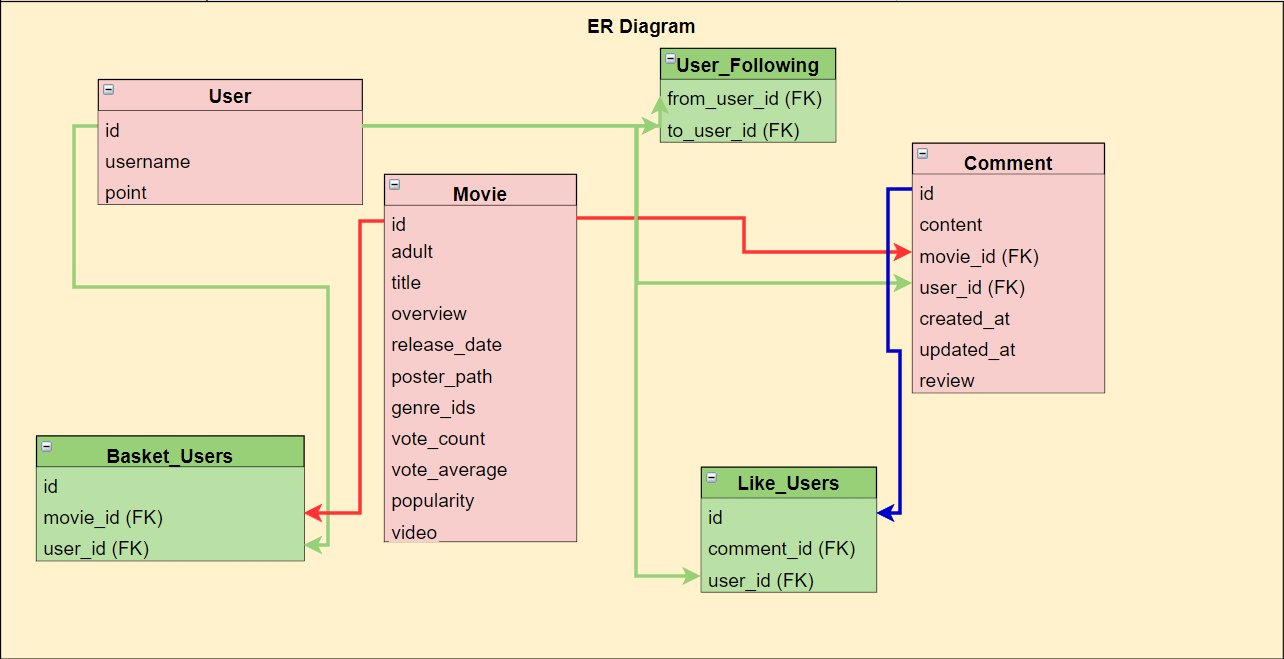 ER Diagram
User
id
username
point
User_Following
from_user_id (FK)
to_user_id (FK)
Movie
id
adult
title
overview
release_date
poster_path
genre_ids
vote_count
vote_average
popularity
video
Comment
id
content
movie_id (FK)
user_id (FK)
created_at
updated_at
review
Basket_Users
id
movie_id (FK)
user_id (FK)
Like_Users
id
comment_id (FK)
user_id (FK)